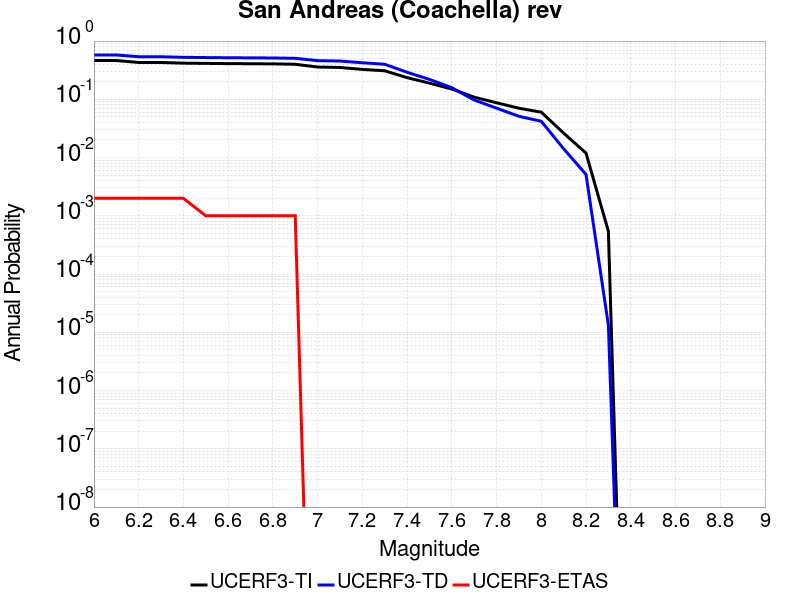 San Andreas (Coachella) rev
10^0
10^-1
10^-2
10^-3
10^-4
10^-5
10^-6
10^-7
10^-8
Annual Probability
6 6.2 6.4 6.6 6.8 7 7.2 7.4 7.6 7.8 8 8.2 8.4 8.6 8.8 9
Magnitude
UCERF3-TI UCERF3-TD UCERF3-ETAS